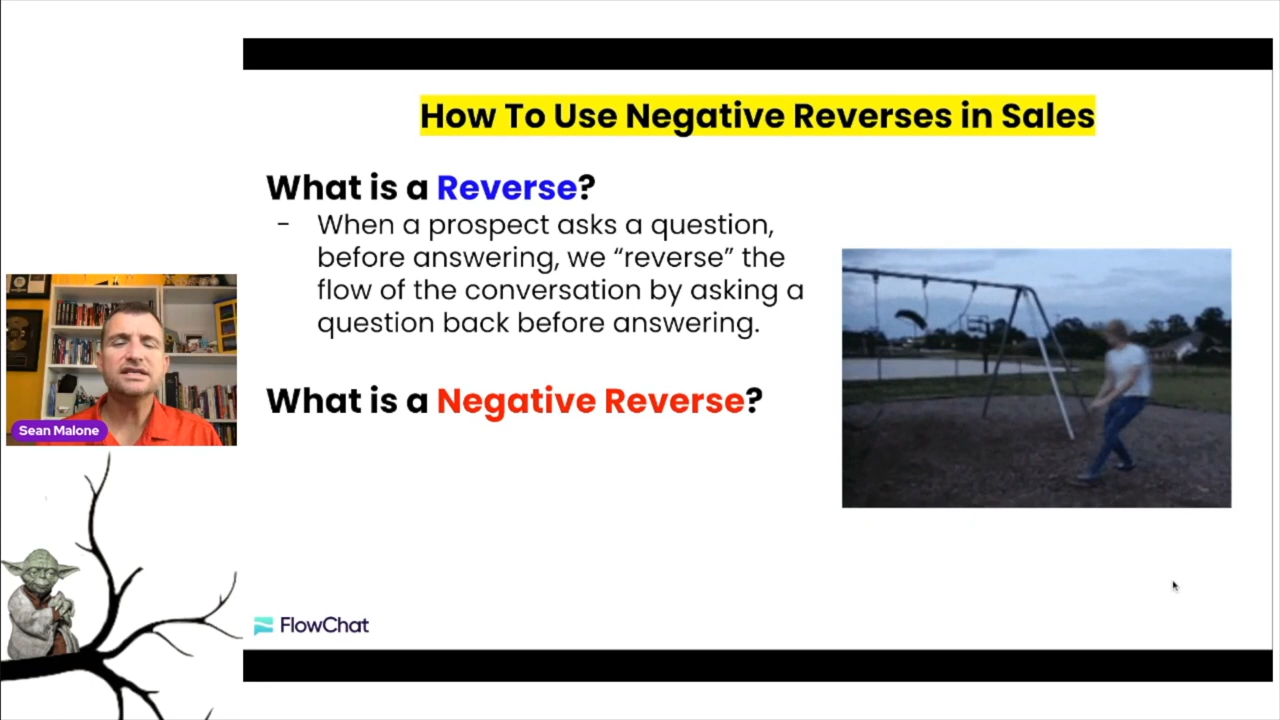 How To Use Negative Reverses in Sales
What is a Reverse?
- When a prospect asks a question,
before answering, we “reverse” the
flow of the conversation by asking a
question back before answering.
What is a Negative Reverse?
Sean Malone
FlowChat